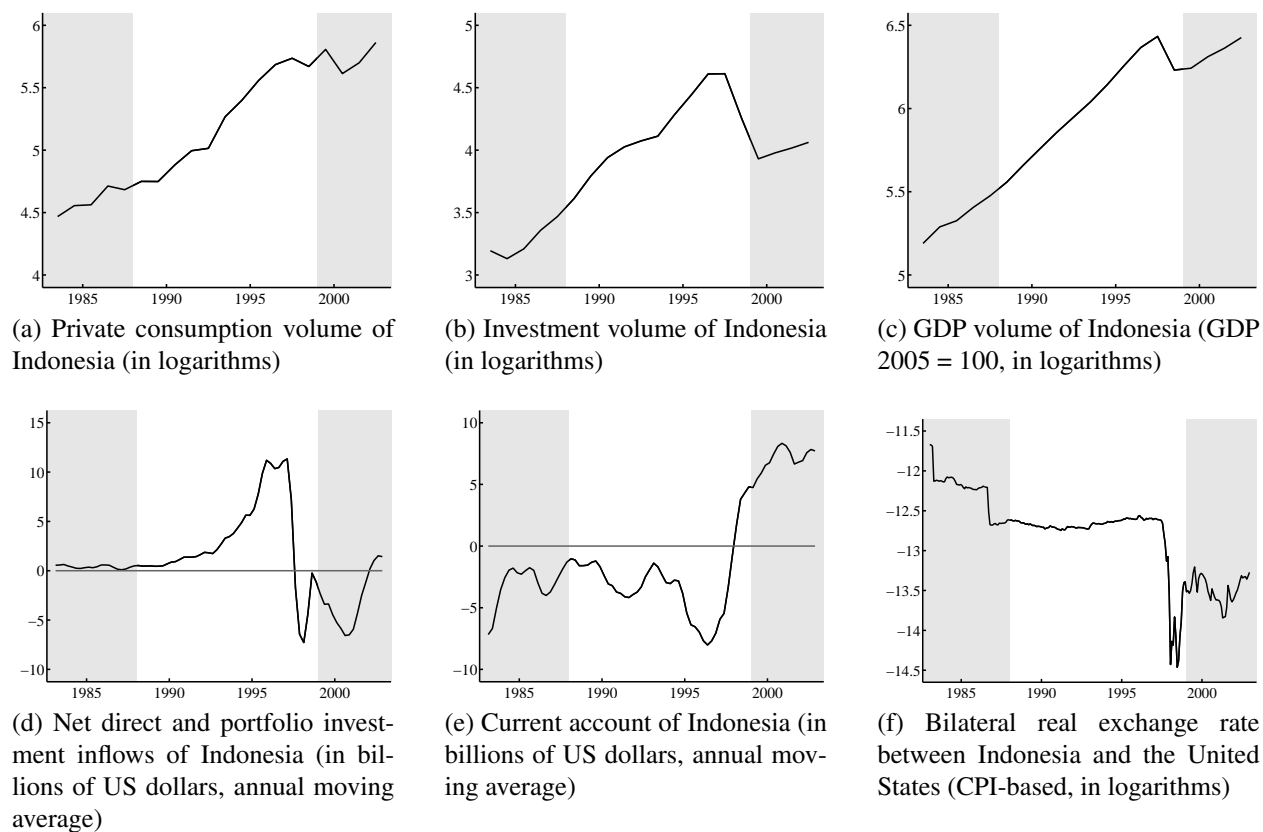 6
5.5
5
4.5
4
1985 1990 1995 2000
(a) Private consumption volume of
Indonesia (in logarithms)
5
4.5
4
3.5
3
1985 1990 1995 2000
(b) Investment volume of Indonesia
(in logarithms)
6.5
6
5.5
5
1985 1990 1995 2000
(c) GDP volume of Indonesia (GDP
2005 = 100, in logarithms)
15
10
5
0
−5
−10
1985 1990 1995 2000
(d) Net direct and portfolio invest-
ment inflows of Indonesia (in bil-
lions of US dollars, annual moving
average)
10
5
0
−5
−10
1985 1990 1995 2000
(e) Current account of Indonesia (in
billions of US dollars, annual mov-
ing average)
−11.5
−12
−12.5
−13
−13.5
−14
−14.5
1985 1990 1995 2000
(f) Bilateral real exchange rate
between Indonesia and the United
States (CPI-based, in logarithms)